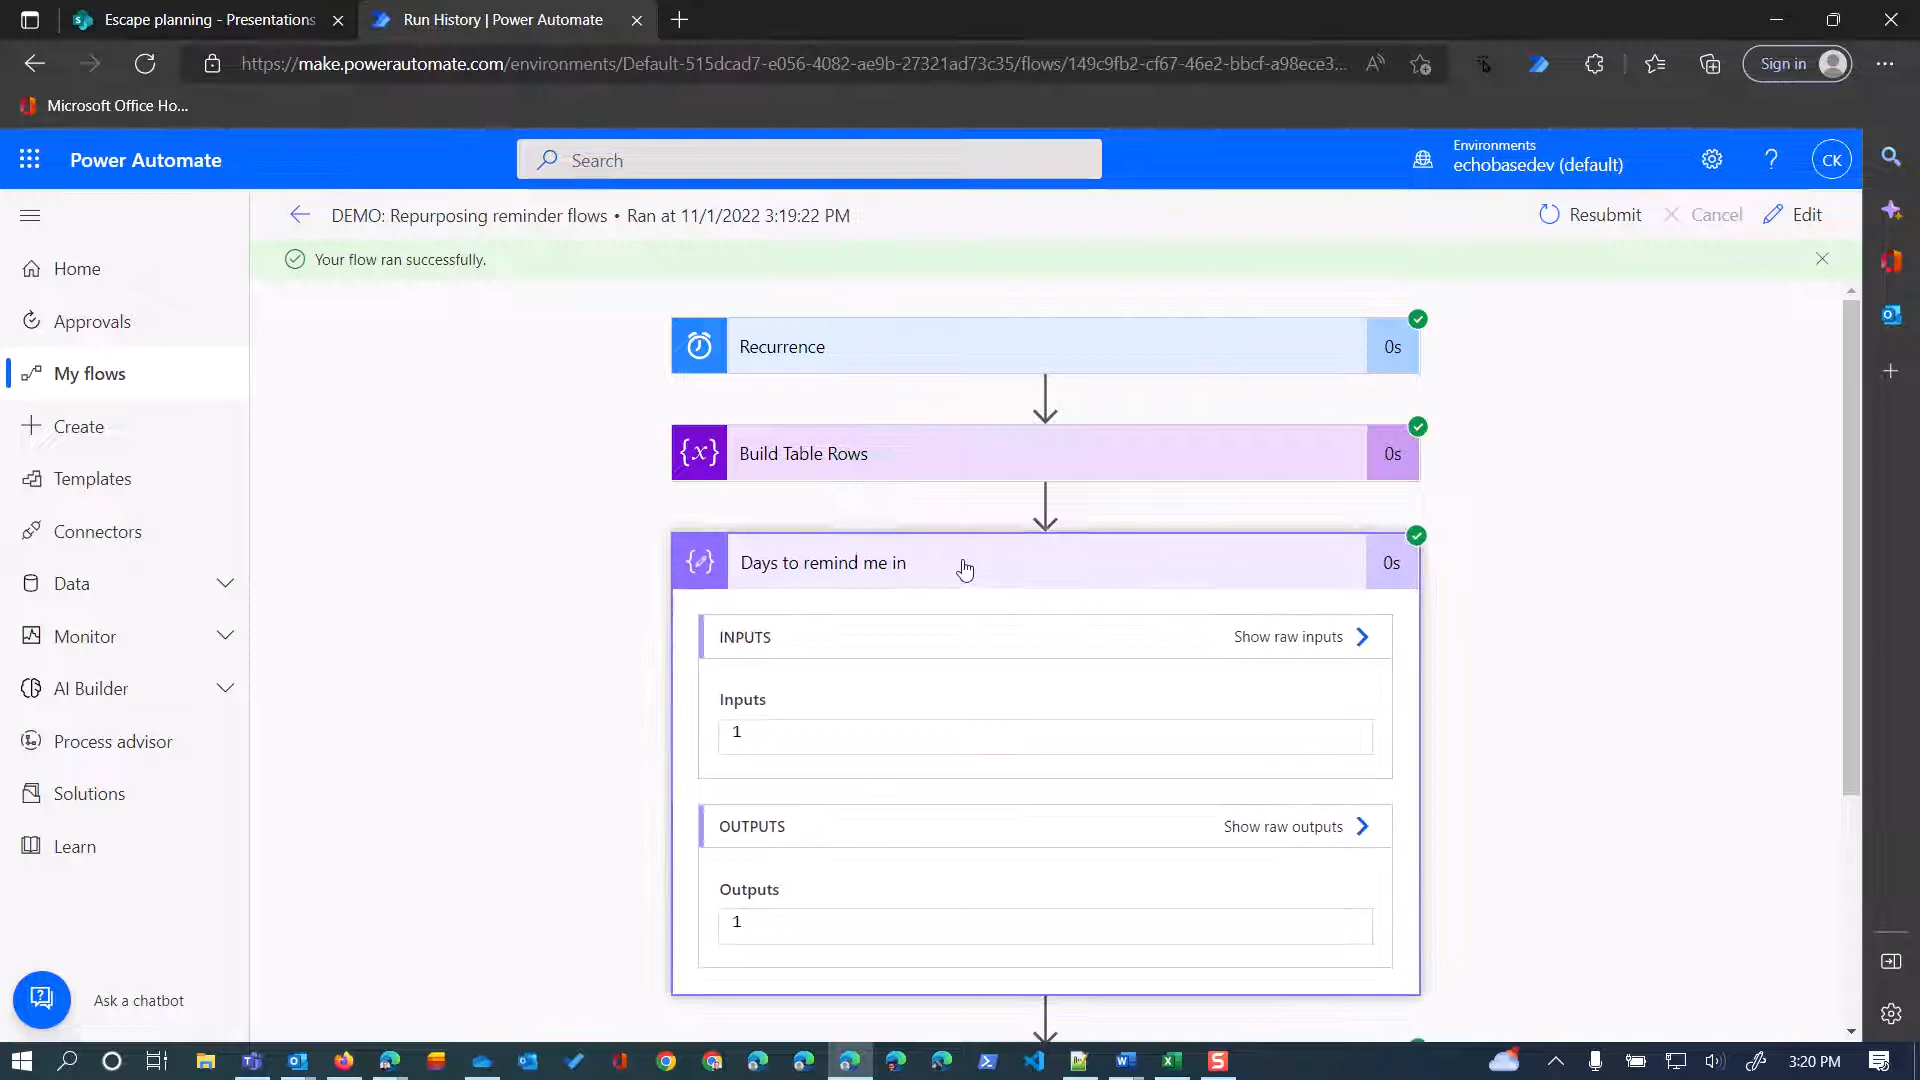 Escape planning - Presentations
Run History | Power Automate
https://make.powerautomate.com/environments/Default-515dcad7-e056-4082-ae9b-27321ad73c35/flows/149c9fb2-cf67-46e2-bbcf-a98ece3...
Sign in
Microsoft Office Ho...
Power Automate
Search
Environments
echobasedev (default)
CK
DEMO: Repurposing reminder flows • Ran at 11/1/2022 3:19:22 PM
Resubmit
Cancel
Edit
Your flow ran successfully.
Home
Approvals
My flows
Create
Templates
Connectors
Data
Monitor
AI Builder
Process advisor
Solutions
Learn
Ask a chatbot
Recurrence
0s
Build Table Rows
0s
Days to remind me in
0s
INPUTS
Show raw inputs
Inputs
1
OUTPUTS
Show raw outputs
Outputs
1
3:20 PM